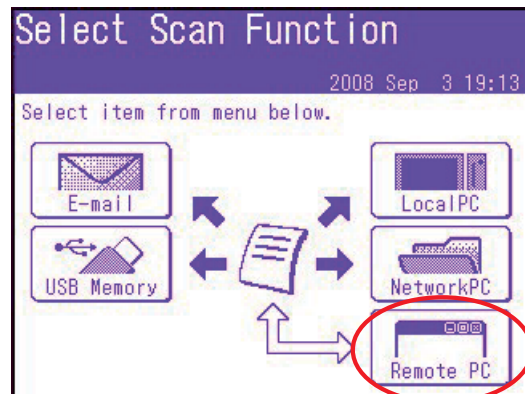 Select Scan Function
2008 Sep 3 19:13
Select item from menu below.
E-mail
LocalPC
USB Memory
NetworkPC
Remote PC